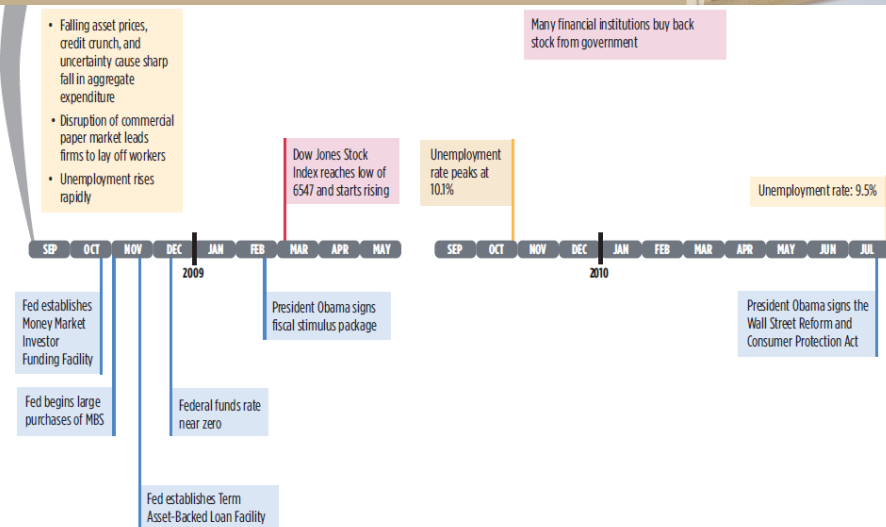 • Falling asset prices,
credit crunch, and
uncertainty cause sharp
fall in aggregate
expenditure
• Disruption of commercial
paper market leads
firms to lay off workers
• Unemployment rises
rapidly
Many financial institutions buy back
stock from government
Dow Jones Stock
Index reaches low of
6547 and starts rising
Unemployment
rate peaks at
10.1%
Unemployment rate: 9.5%
SEP OCT NOV DEC JAN FEB MAR APR MAY
2009
SEP OCT NOV DEC JAN FEB MAR APR MAY JUN JUL
2010
Fed establishes
Money Market
Investor
Funding Facility
President Obama signs
fiscal stimulus package
President Obama signs the
Wall Street Reform and
Consumer Protection Act
Fed begins large
purchases of MBS
Federal funds rate
near zero
Fed establishes Term
Asset-Backed Loan Facility